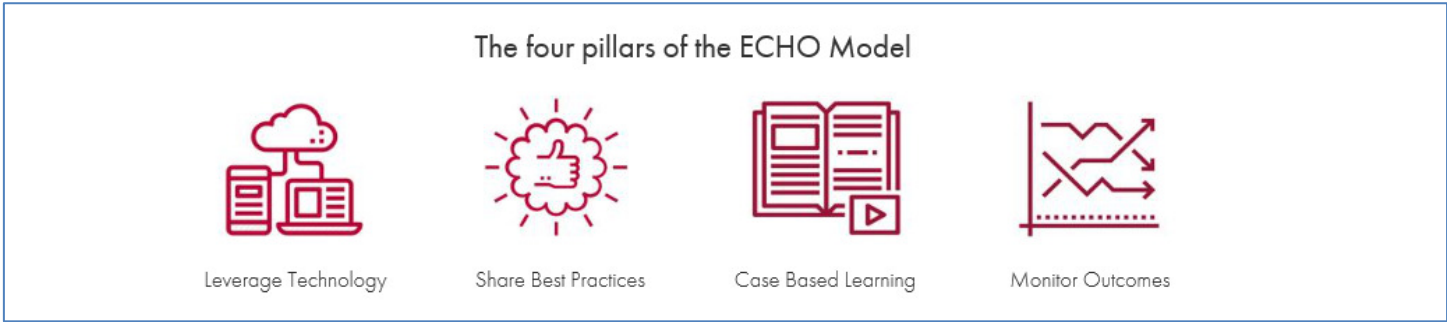 The four pillars of the ECHO Model
Leverage Technology
Share Best Practices
Case Based Learning
Monitor Outcomes